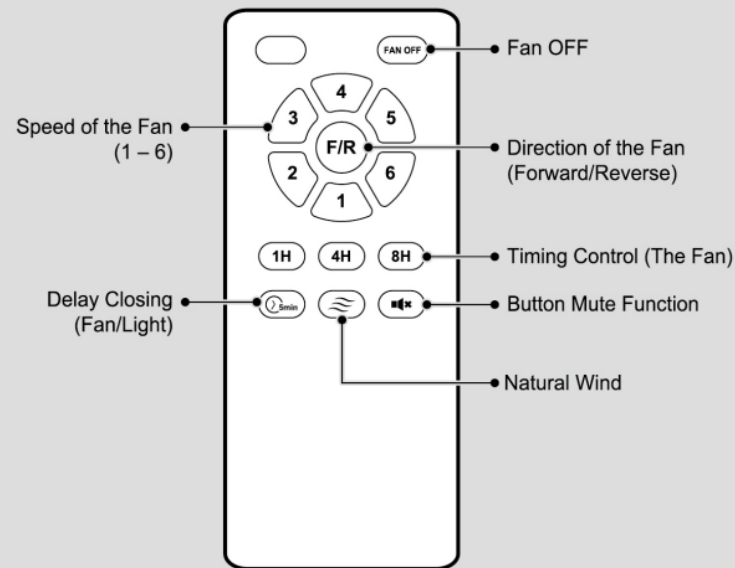 FAN OFF
Fan OFF
4
3
5
Speed of the Fan
(1 – 6)
F/R
Direction of the Fan
(Forward/Reverse)
2
6
1
1H
4H
8H
Timing Control (The Fan)
Delay Closing
(Fan/Light)
5min
Button Mute Function
Natural Wind